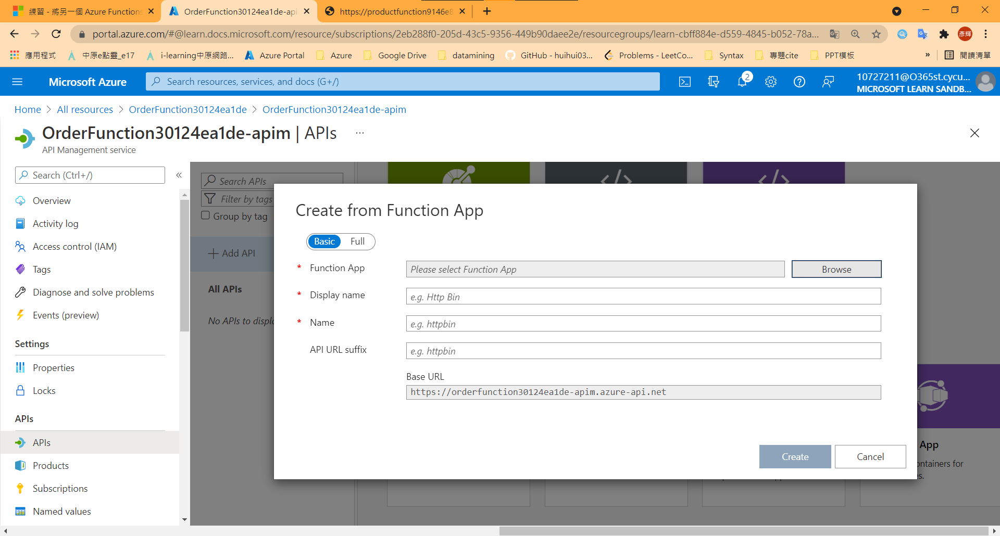 練習 - 將另一個 Azure Functions
OrderFunction30124ea1de-api
https://productfunction9146e8
portal.azure.com/#@learn.docs.microsoft.com/resource/subscriptions/2eb288f0-205d-43c5-9356-449b90daee2e/resourcegroups/learn-cbff884e-d559-4845-b052-78a...
彥輝
應用程式
中原e點靈_e17
i-learning中原網路...
Azure Portal
Azure
Google Drive
datamining
GitHub - huihui03...
Problems - LeetCo...
Syntax
專題cite
PPT模板
»
閱讀清單
Microsoft Azure
Search resources, services, and docs (G+/)
2
10727211@O365st.cycu...
MICROSOFT LEARN SANDB...
Home > All resources > OrderFunction30124ea1de > OrderFunction30124ea1de-apim
OrderFunction30124ea1de-apim | APIs ...
API Management service
Search (Ctrl+/)
«
Overview
Activity log
Access control (IAM)
Tags
Diagnose and solve problems
Events (preview)
Settings
Properties
Locks
APIs
APIs
Products
Subscriptions
Named values
Search APIs
Filter by tags
Group by tag
Add API
All APIs
No APIs to displ
Create from Function App
Basic Full
* Function App
Please select Function App
Browse
* Display name
e.g. Http Bin
* Name
e.g. httpbin
API URL suffix
e.g. httpbin
Base URL
https://orderfunction30124ea1de-apim.azure-api.net
Create
Cancel
App
ontainers for
es.